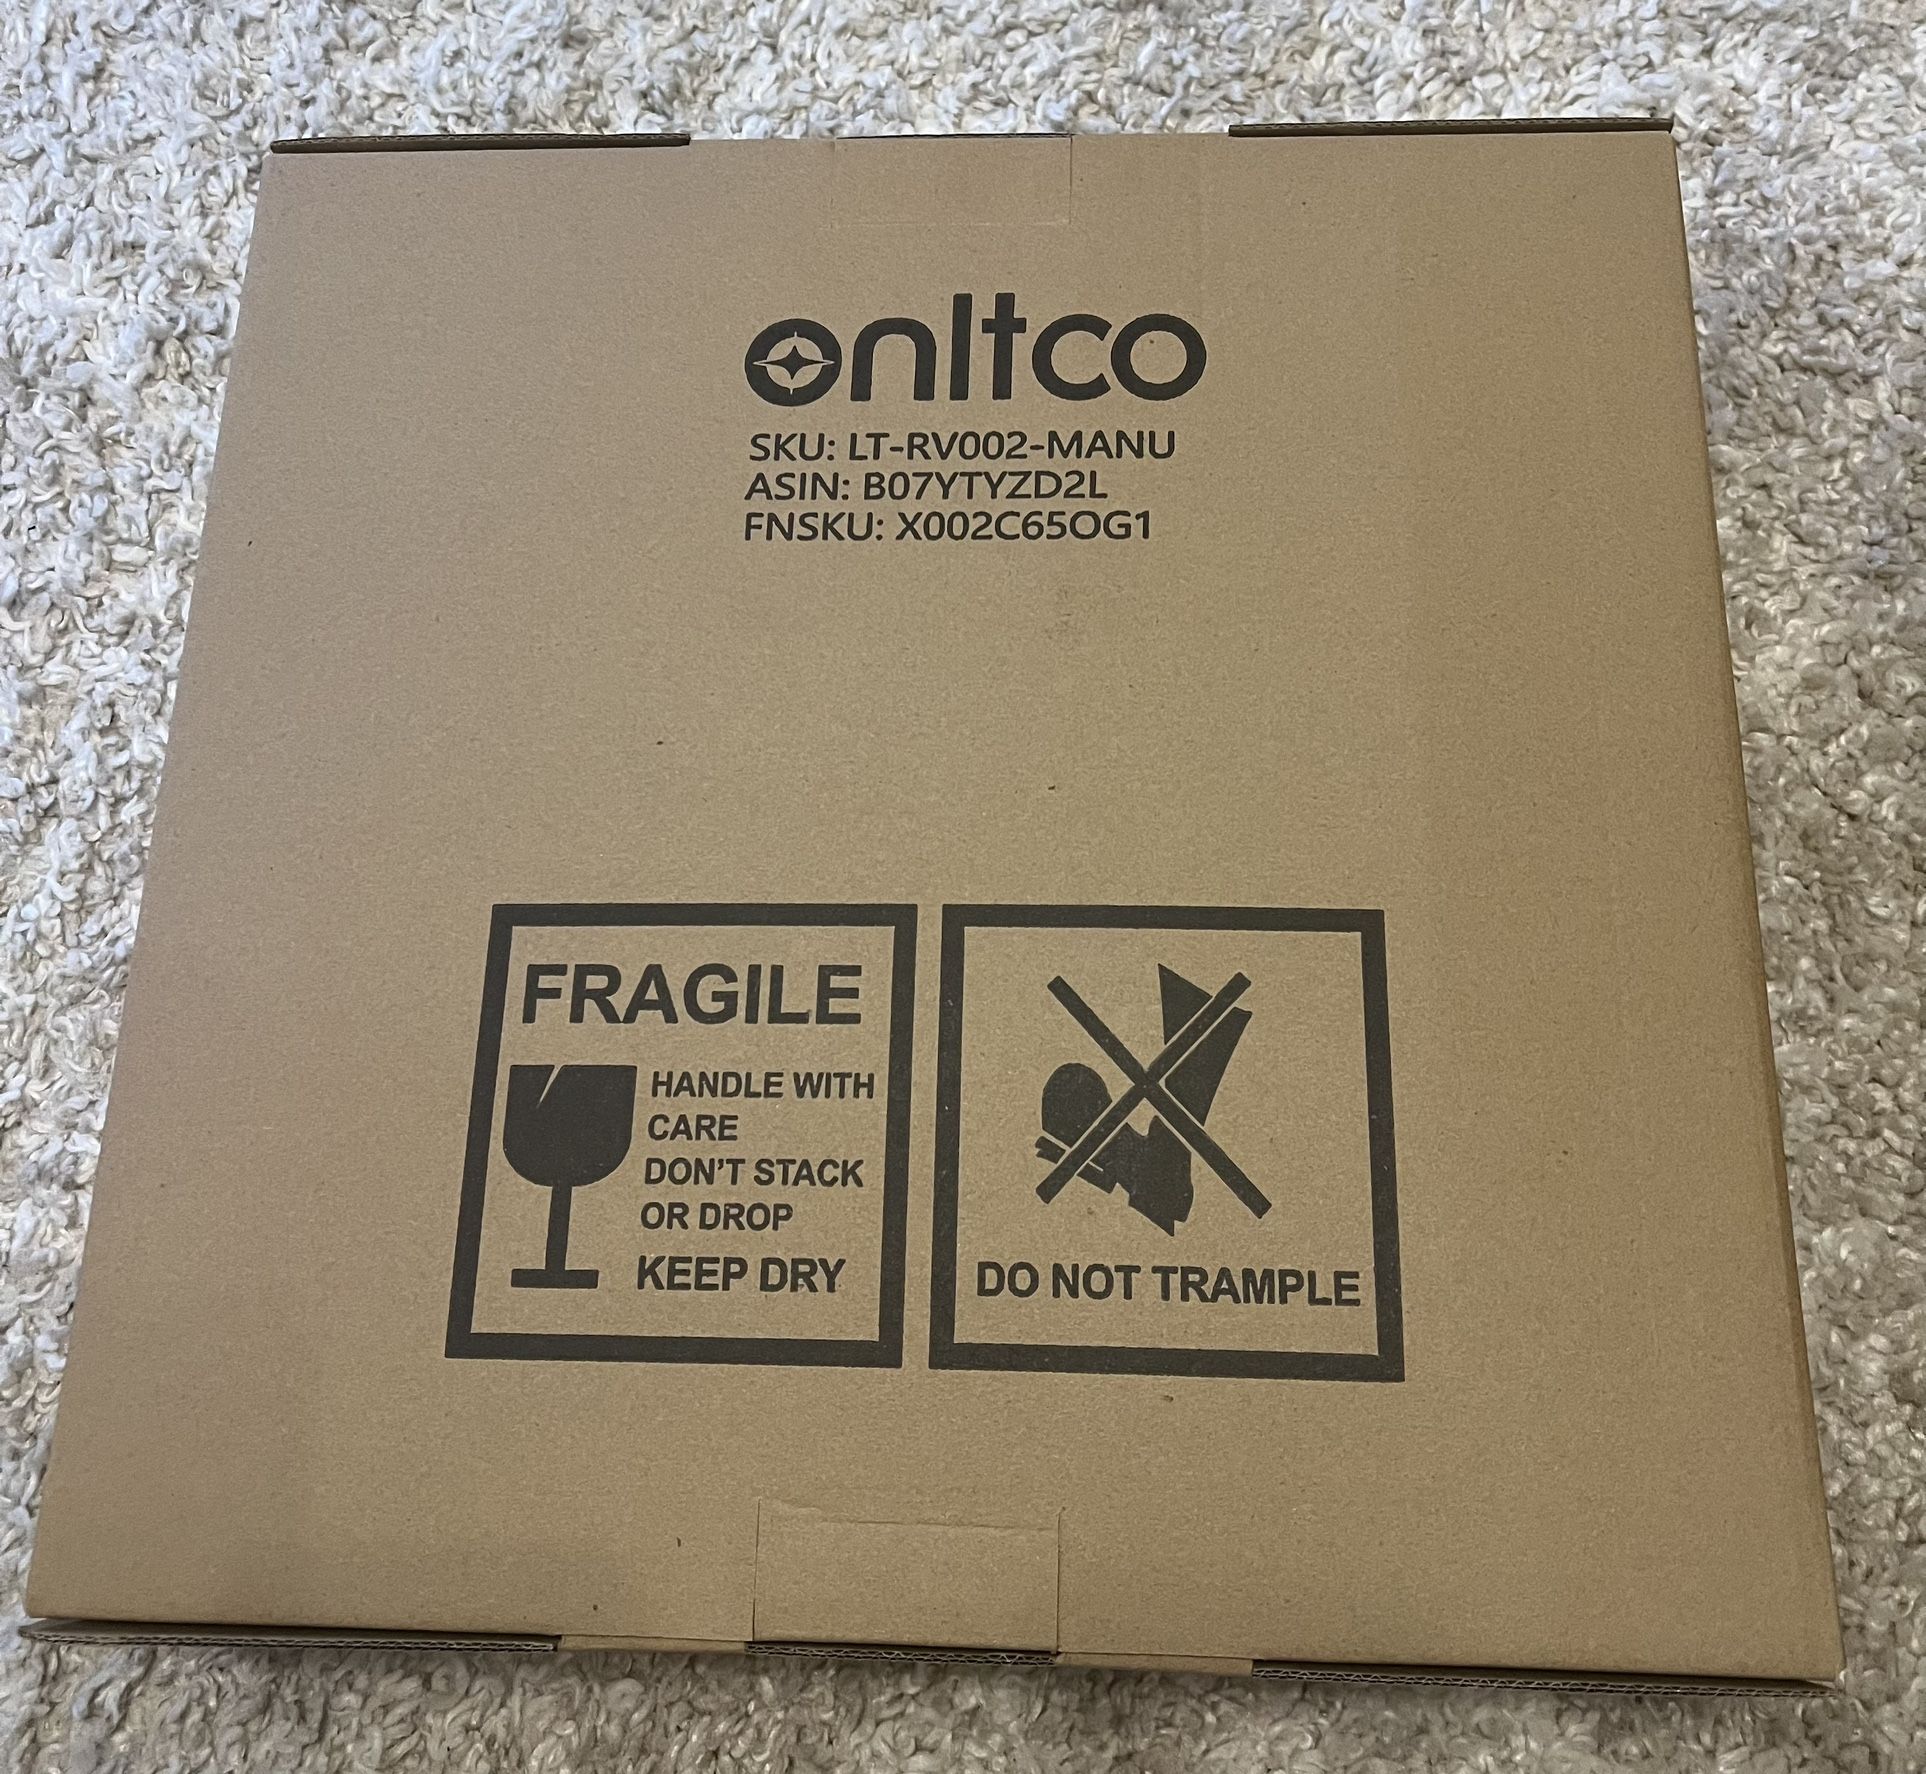 onltco
SKU: LT-RV002-MANU
ASIN: B07YTYZD2L
FNSKU: X002C65OG1
FRAGILE
HANDLE WITH
CARE
DON'T STACK
OR DROP
KEEP DRY
DO NOT TRAMPLE